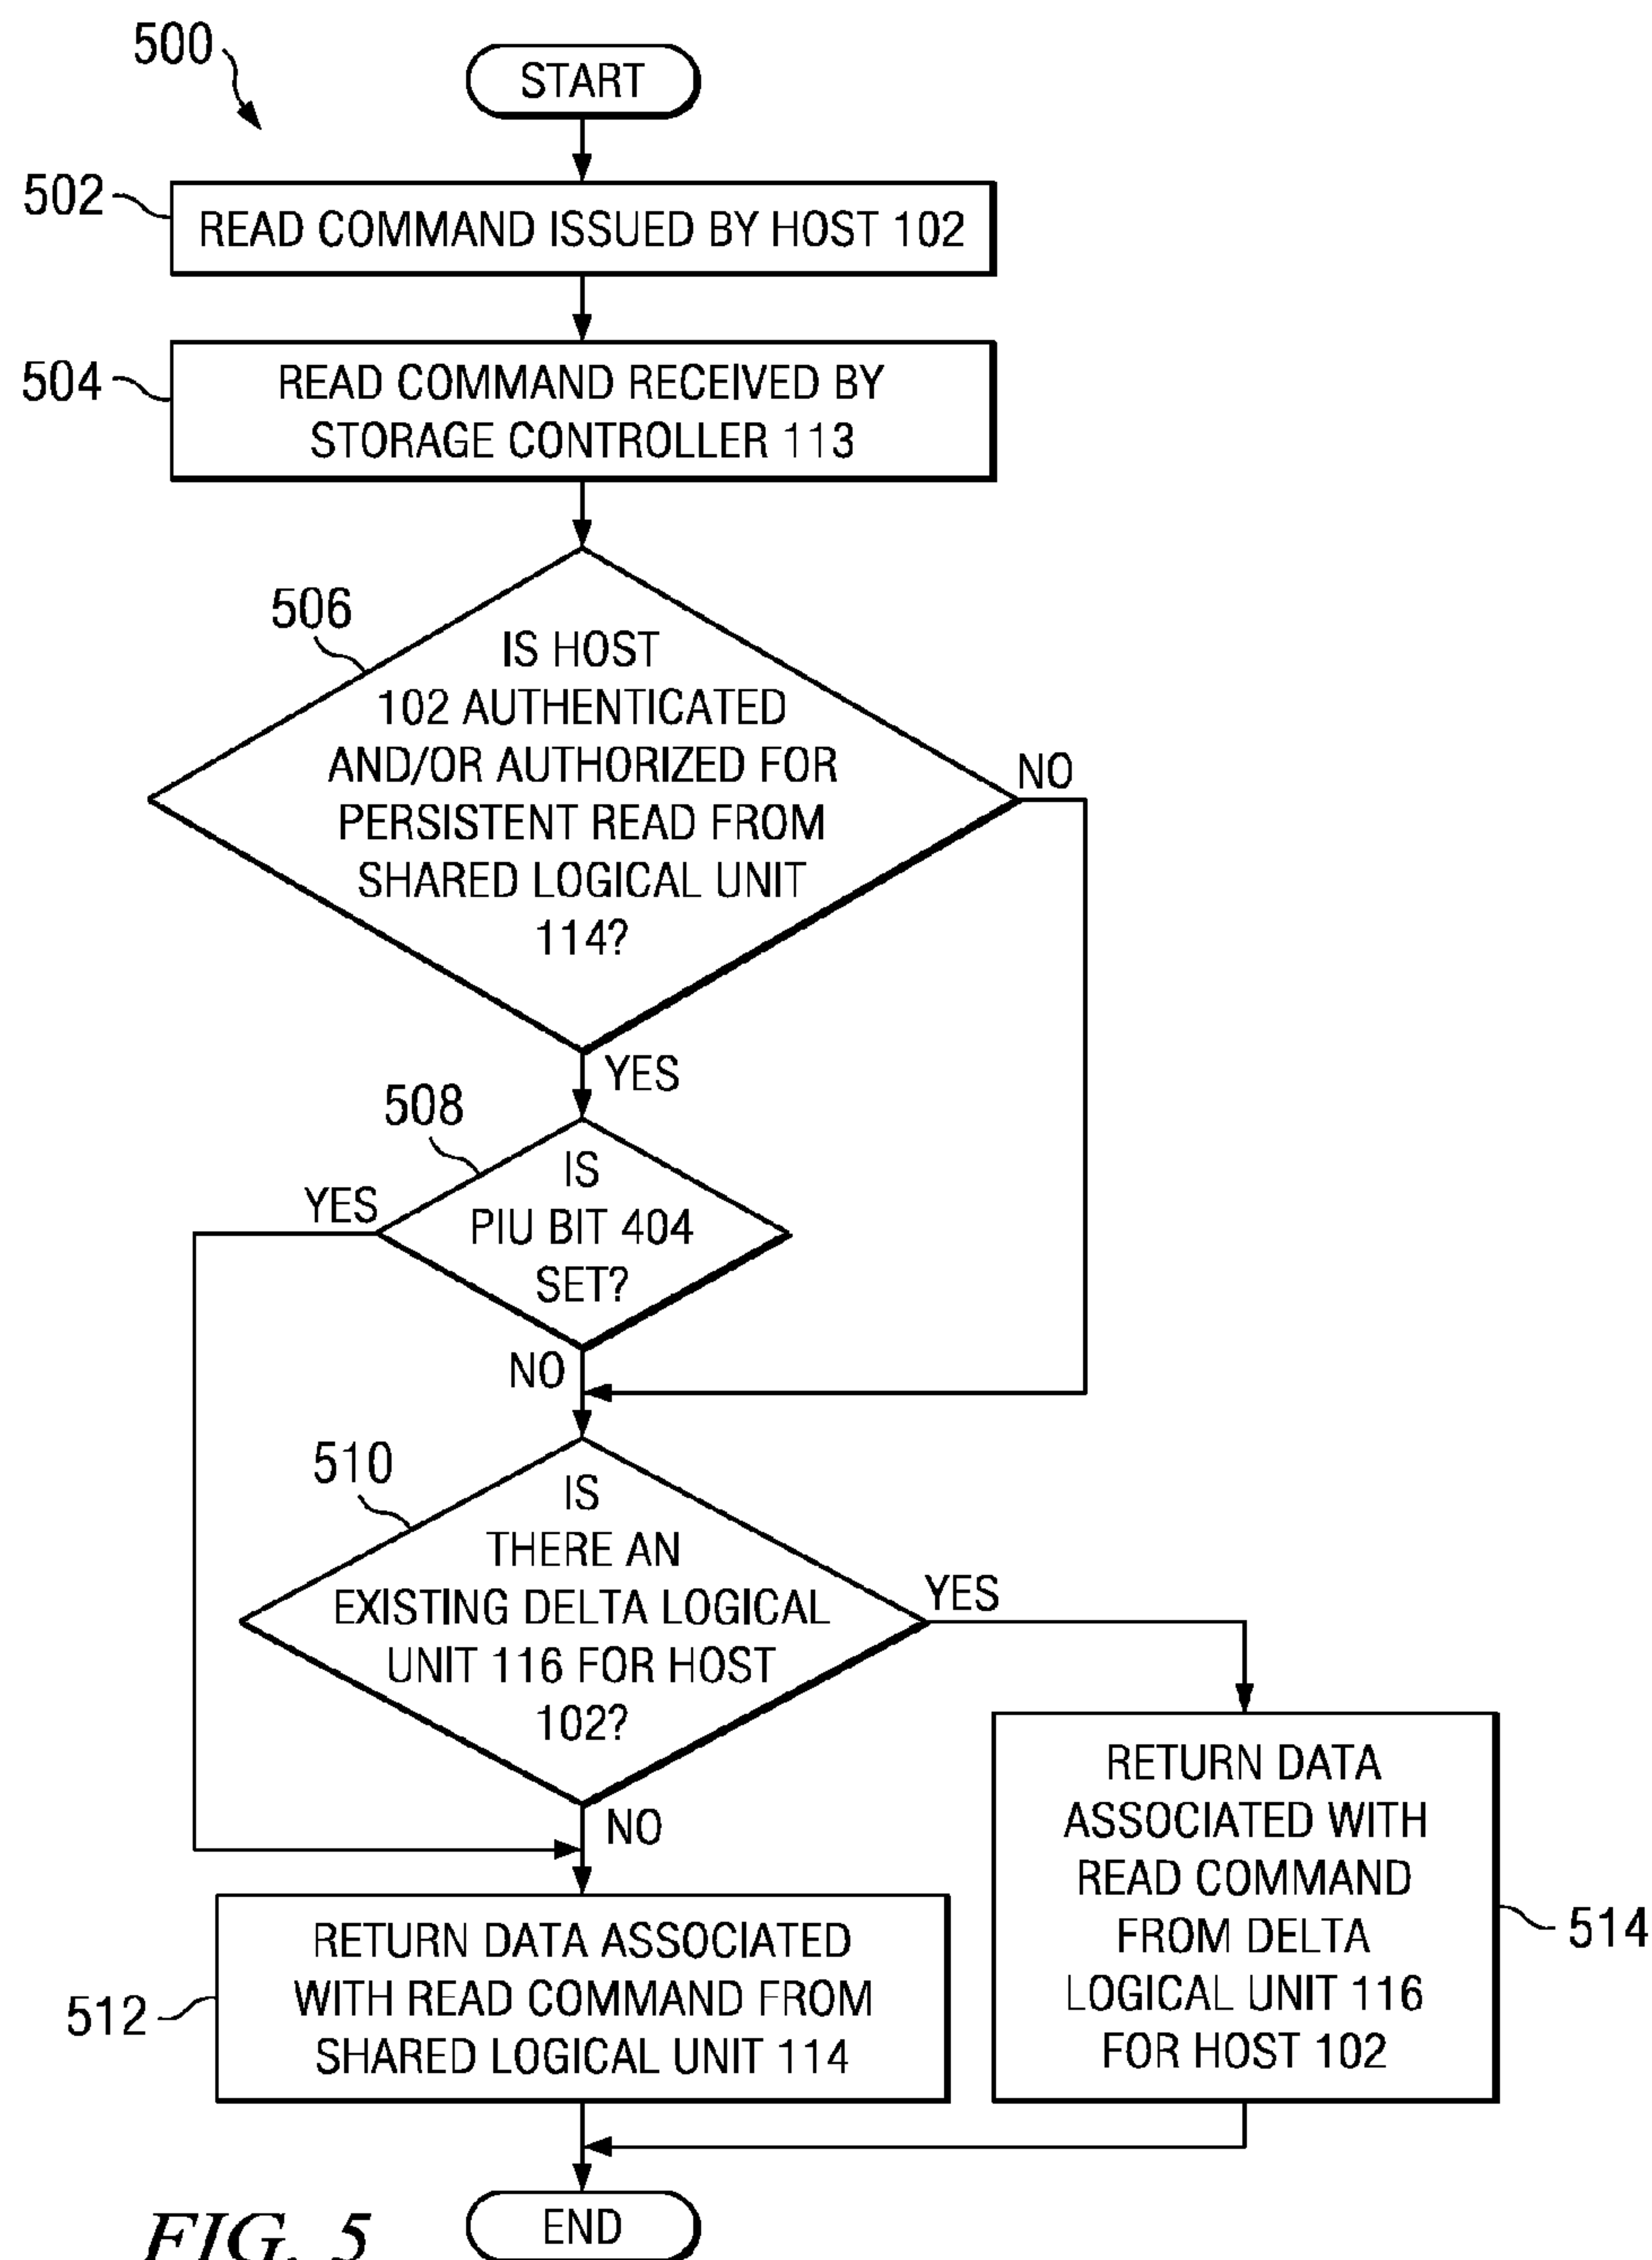 500
START
502
READ COMMAND ISSUED BY HOST 102
504
READ COMMAND RECEIVED BY
STORAGE CONTROLLER 113
506
IS HOST
102 AUTHENTICATED
AND/OR AUTHORIZED FOR
PERSISTENT READ FROM
SHARED LOGICAL UNIT
114?
NO
YES
508
IS
PIU BIT 404
SET?
YES
NO
510
IS
THERE AN
EXISTING DELTA LOGICAL
UNIT 116 FOR HOST
102?
YES
NO
512
RETURN DATA ASSOCIATED
WITH READ COMMAND FROM
SHARED LOGICAL UNIT 114
RETURN DATA
ASSOCIATED WITH
READ COMMAND
FROM DELTA
LOGICAL UNIT 116
FOR HOST 102
514
END
FIG. 5